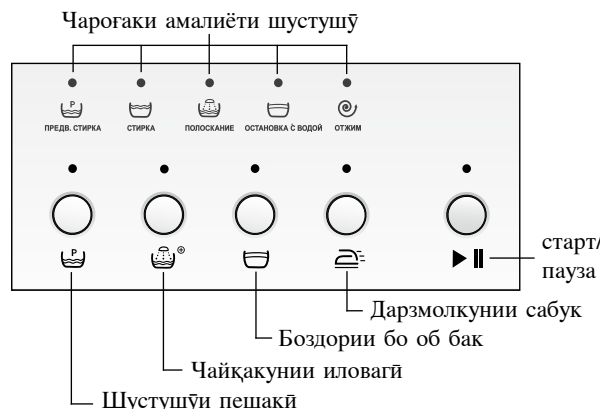 Чароғаки амалиёти шустушӯ
P
ПРЕДВ. СТИРКА СТИРКА ПОЛОСКАНИЕ ОСТАНОВКА С ВОДОЙ ОТЖИМ
P
старт/
пауза
Дарзмолкунии сабук
Боздории бо об бак
Чайқакунии иловагӣ
Шустушӯи пешакӣ